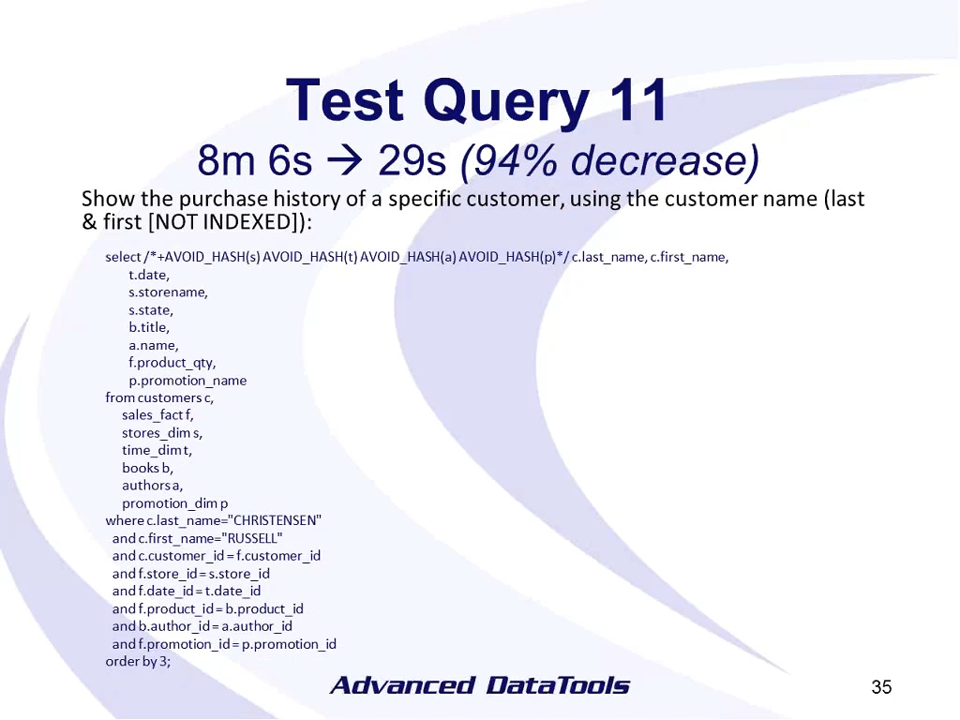 Test Query 11
8m 6s → 29s (94% decrease)
Show the purchase history of a specific customer, using the customer name (last
& first [NOT INDEXED]):
select /*+AVOID_HASH(s) AVOID_HASH(t) AVOID_HASH(a) AVOID_HASH(p)*/ c.last_name, c.first_name,
t.date,
s.storename,
s.state,
b.title,
a.name,
f.product_qty,
p.promotion_name
from customers c,
sales_fact f,
stores_dim s,
time_dim t,
books b,
authors a,
promotion_dim p
where c.last_name="CHRISTENSEN"
and c.first_name="RUSSELL"
and c.customer_id = f.customer_id
and f.store_id = s.store_id
and f.date_id = t.date_id
and f.product_id = b.product_id
and b.author_id = a.author_id
and f.promotion_id = p.promotion_id
order by 3;
Advanced DataTools
35